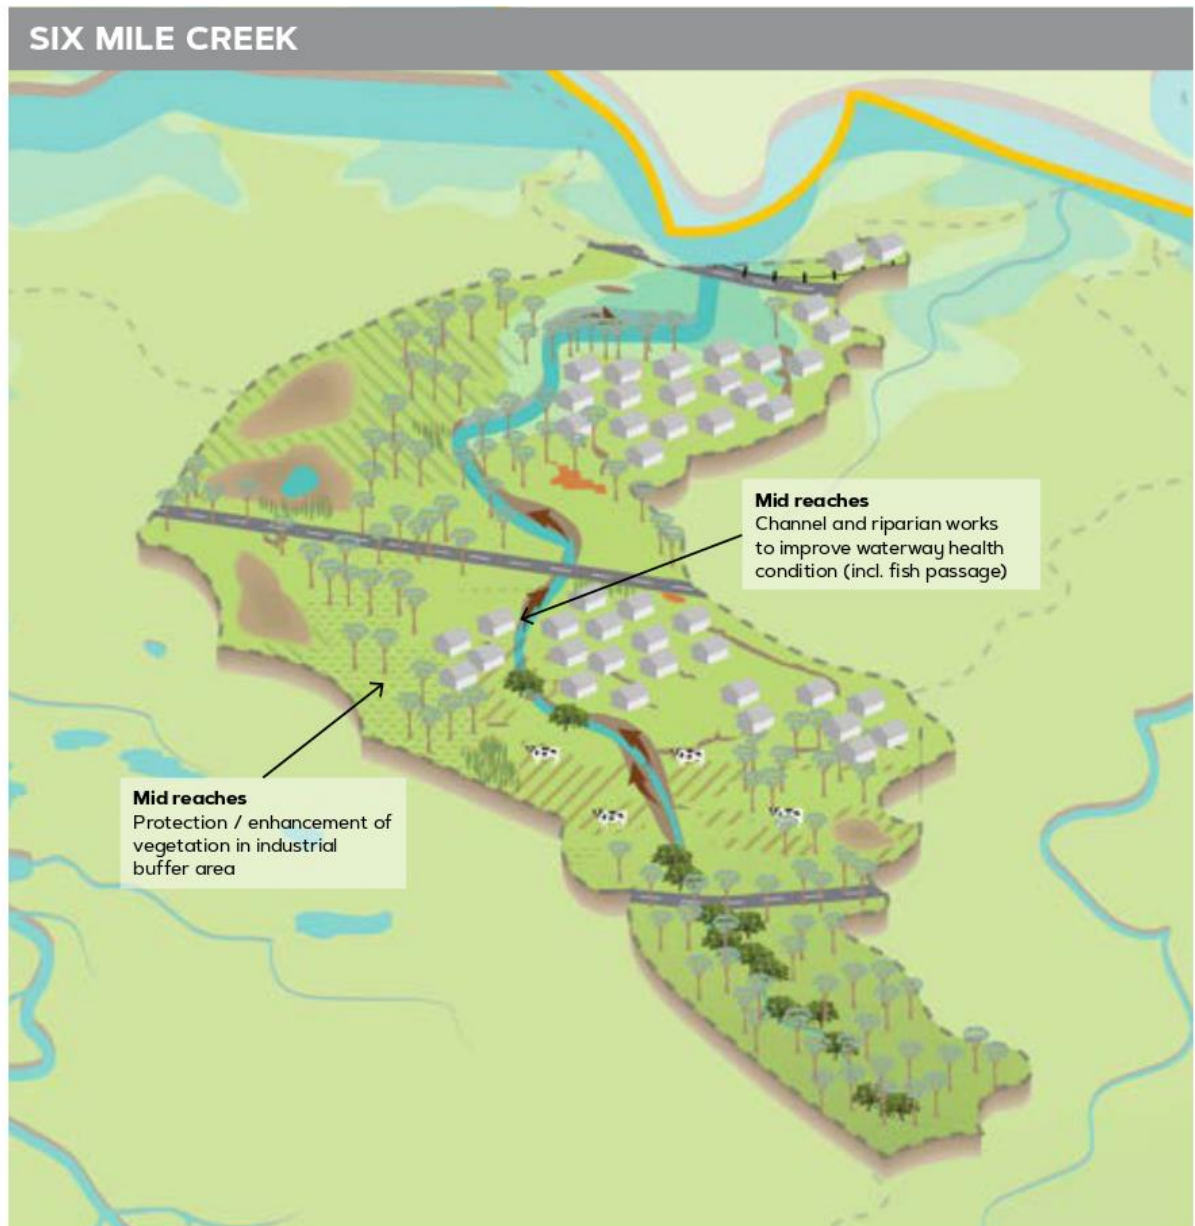 SIX MILE CREEK
Mid reaches
Channel and riparian works
to improve waterway health
condition (incl. fish passage)
Mid reaches
Protection / enhancement of
vegetation in industrial
buffer area